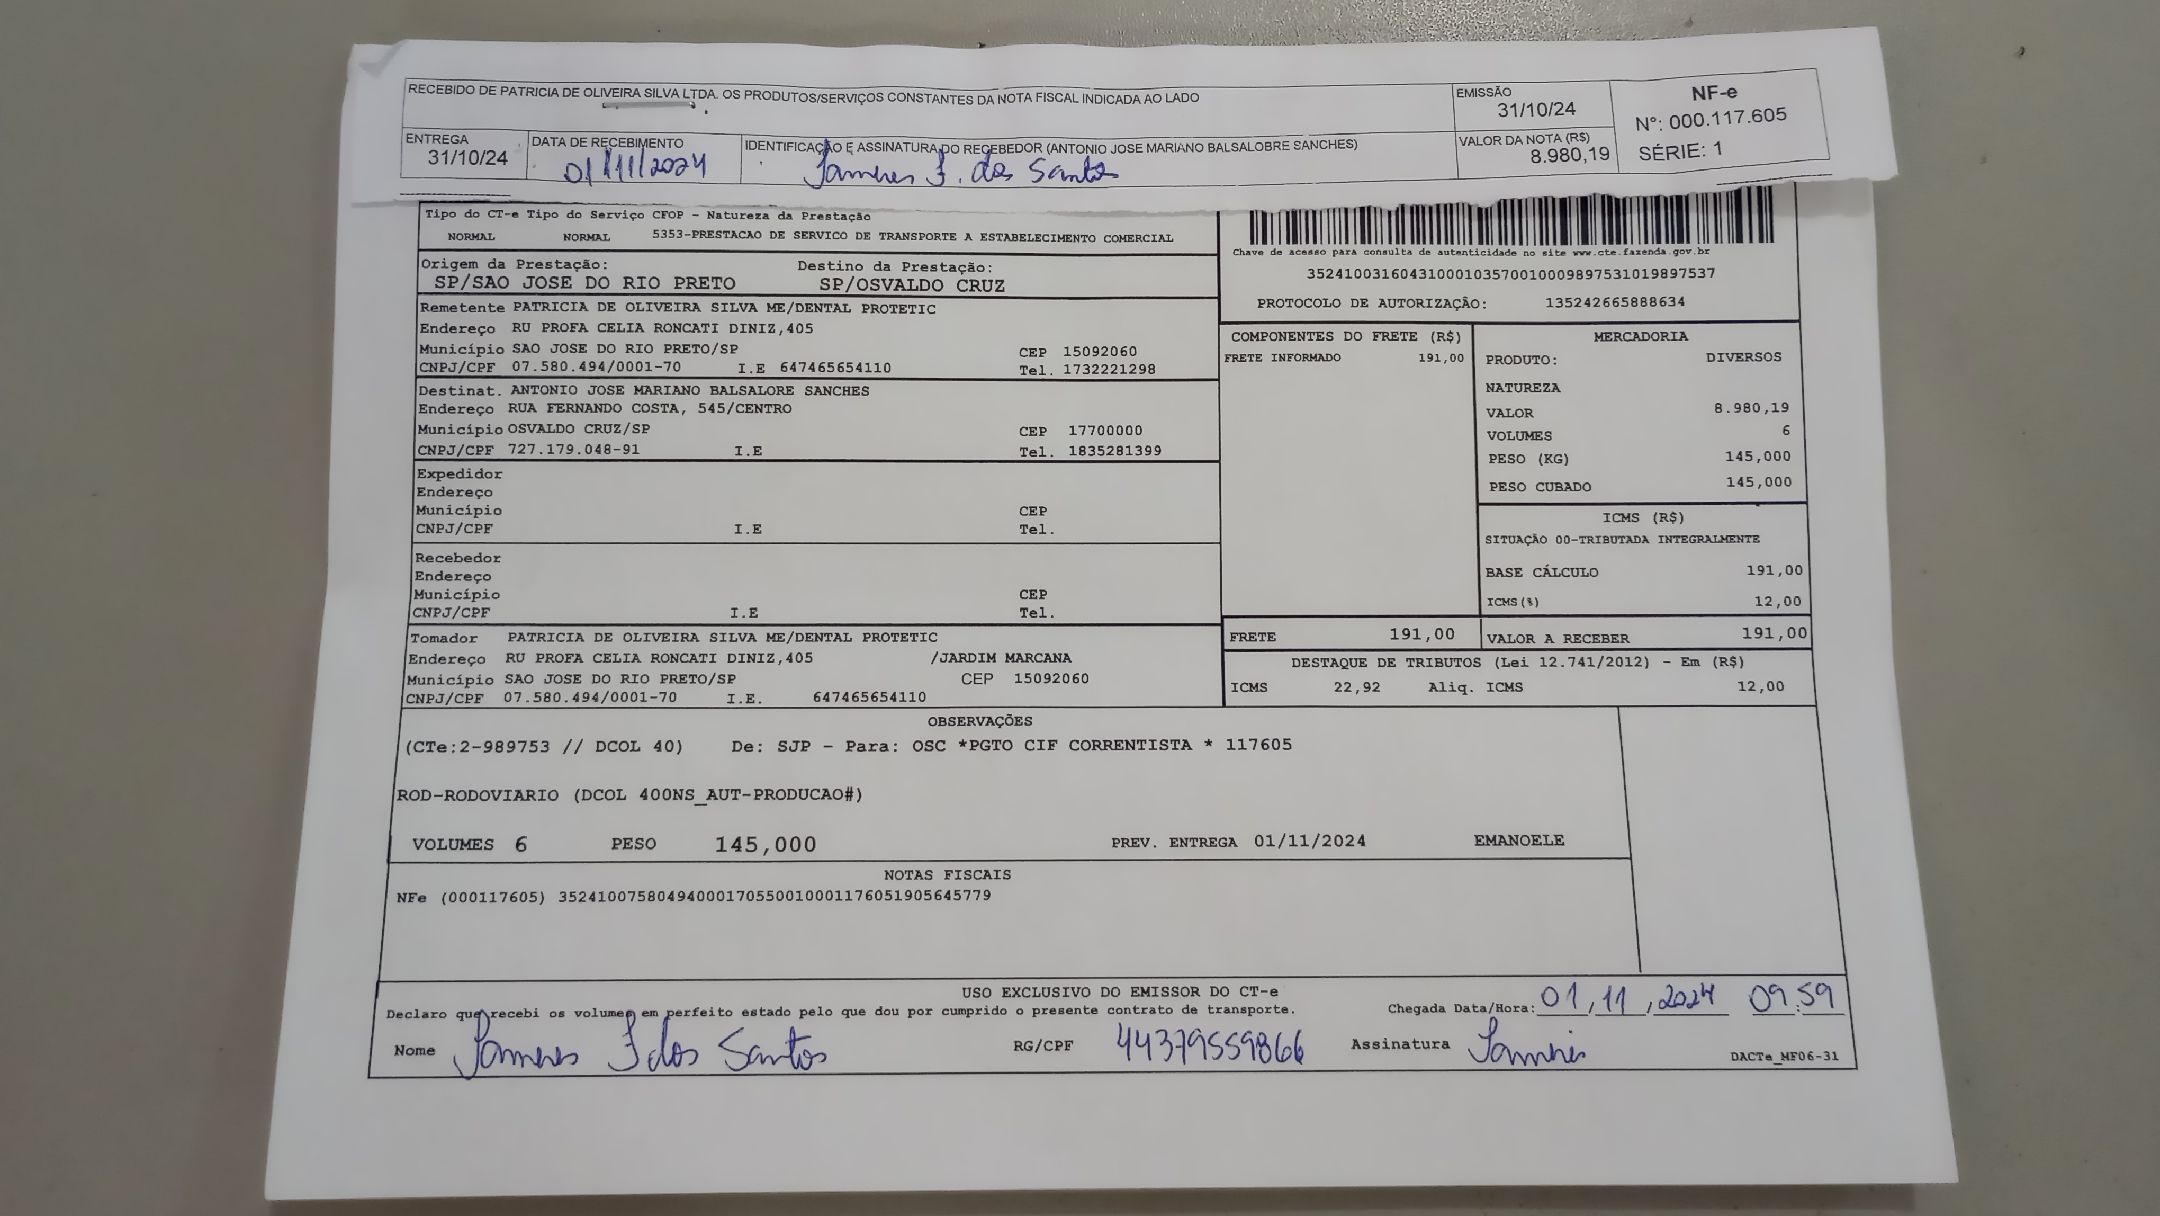 RECEBIDO DE PATRICIA DE OLIVEIRA SILVA LTDA. OS PRODUTOS/SERVIÇOS CONSTANTES DA NOTA FISCAL INDICADA AO LADO
EMISSÃO
31/10/24
NF-e
Nº: 000.117.605
SÉRIE: 1
ENTREGA
31/10/24
DATA DE RECEBIMENTO
01/11/2024
IDENTIFICAÇÃO E ASSINATURA DO RECEBEDOR (ANTONIO JOSE MARIANO BALSALOBRE SANCHES)
dos Santos
VALOR DA NOTA (R$)
8.980,19
Tipo do CT-e Tipo do Serviço CFOP - Natureza da Prestação
NORMAL NORMAL 5353-PRESTACAO DE SERVICO DE TRANSPORTE A ESTABELECIMENTO COMERCIAL
Chave de acesso para consulta de autenticidade no site www.cte.fazenda.gov.br
35241003160431000103570010009897531019897537
PROTOCOLO DE AUTORIZAÇÃO: 135242665888634
Origem da Prestação: Destino da Prestação:
SP/SAO JOSE DO RIO PRETO SP/OSVALDO CRUZ
Remetente PATRICIA DE OLIVEIRA SILVA ME/DENTAL PROTETIC
Endereço RU PROFA CELIA RONCATI DINIZ,405
Município SAO JOSE DO RIO PRETO/SP CEP 15092060
CNPJ/CPF 07.580.494/0001-70 I.E 647465654110 Tel. 1732221298
Destinat. ANTONIO JOSE MARIANO BALSALORE SANCHES
Endereço RUA FERNANDO COSTA, 545/CENTRO
Município OSVALDO CRUZ/SP CEP 17700000
CNPJ/CPF 727.179.048-91 I.E Tel. 1835281399
Expedidor
Endereço
Município CEP
CNPJ/CPF I.E Tel.
Recebedor
Endereço
Município CEP
CNPJ/CPF I.E Tel.
Tomador PATRICIA DE OLIVEIRA SILVA ME/DENTAL PROTETIC
Endereço RU PROFA CELIA RONCATI DINIZ,405 /JARDIM MARCANA
Município SAO JOSE DO RIO PRETO/SP CEP 15092060
CNPJ/CPF 07.580.494/0001-70 I.E. 647465654110
COMPONENTES DO FRETE (R$)
FRETE INFORMADO 191,00
MERCADORIA
PRODUTO: DIVERSOS
NATUREZA
VALOR 8.980,19
VOLUMES 6
PESO (KG) 145,000
PESO CUBADO 145,000
ICMS (R$)
SITUAÇÃO 00-TRIBUTADA INTEGRALMENTE
BASE CÁLCULO 191,00
ICMS(%) 12,00
FRETE 191,00 VALOR A RECEBER 191,00
DESTAQUE DE TRIBUTOS (Lei 12.741/2012) - Em (R$)
ICMS 22,92 Aliq. ICMS 12,00
OBSERVAÇÕES
(CTe:2-989753 // DCOL 40) De: SJP - Para: OSC *PGTO CIF CORRENTISTA * 117605
ROD-RODOVIARIO (DCOL 400NS_AUT-PRODUCAO#)
VOLUMES 6 PESO 145,000 PREV. ENTREGA 01/11/2024 EMANOELE
NOTAS FISCAIS
NFe (000117605) 35241007580494000170550010001176051905645779
USO EXCLUSIVO DO EMISSOR DO CT-e
Declaro que recebi os volumes em perfeito estado pelo que dou por cumprido o presente contrato de transporte. Chegada Data/Hora: 01/11/2024 09:59
Nome dos Santos RG/CPF 44379559866 Assinatura
DACTe_MF06-31